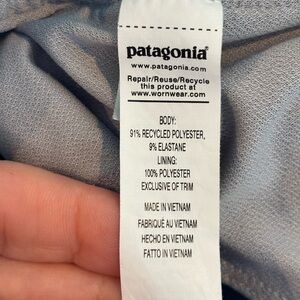 patagonia®
www.patagonia.com
Repair/Reuse/Recycle
this product at
www.wornwear.com
BODY:
91% RECYCLED POLYESTER,
9% ELASTANE
LINING:
100% POLYESTER
EXCLUSIVE OF TRIM
MADE IN VIETNAM
FABRIQUÉ AU VIETNAM
HECHO EN VIETNAM
FATTO IN VIETNAM